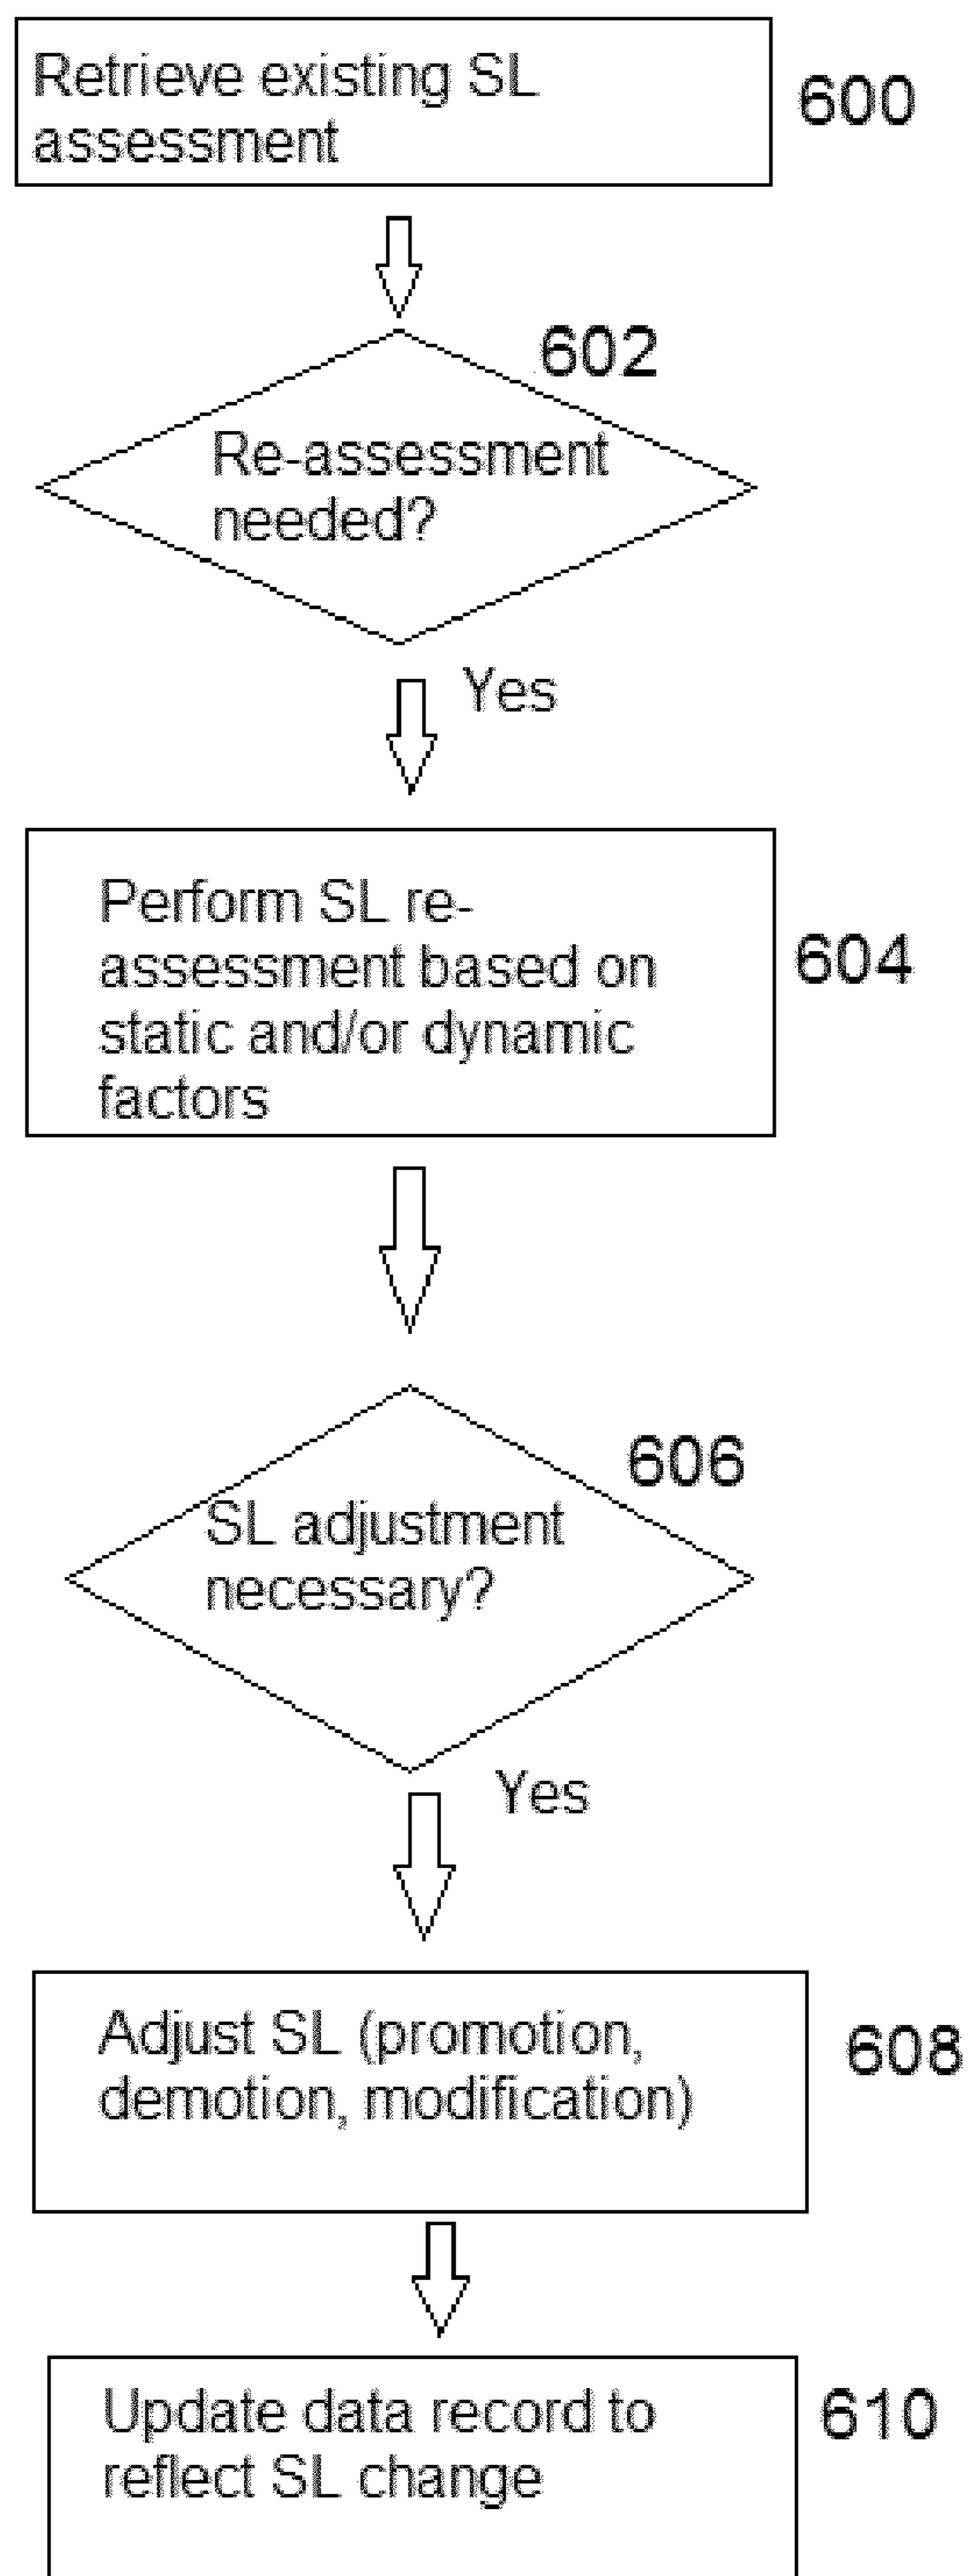 Retrieve existing SL
assessment
600
602
Re-assessment
needed?
Yes
Perform SL re-
assessment based on
static and/or dynamic
factors
604
606
SL adjustment
necessary?
Yes
Adjust SL (promotion,
demotion, modification)
608
Update data record to
reflect SL change
610